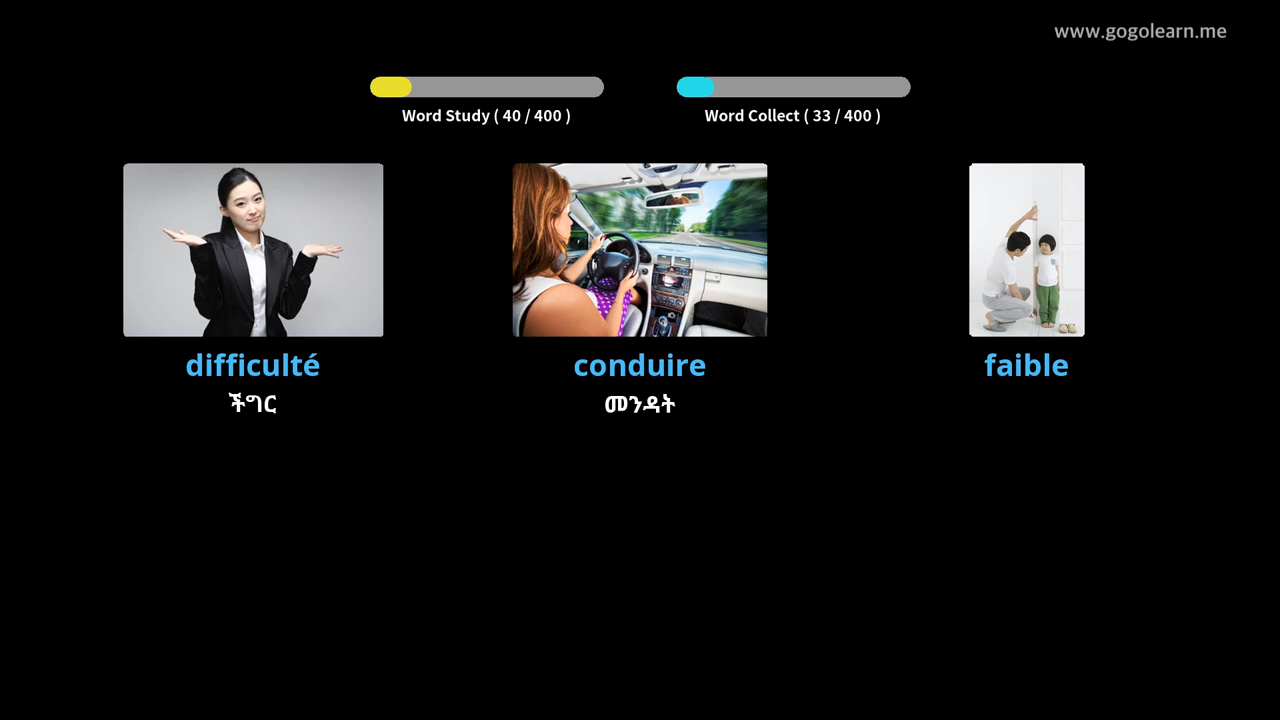 www.gogolearn.me
Word Study ( 40 / 400 )
Word Collect ( 33 / 400 )
difficulté
conduire
faible
ችግር
መንዳት